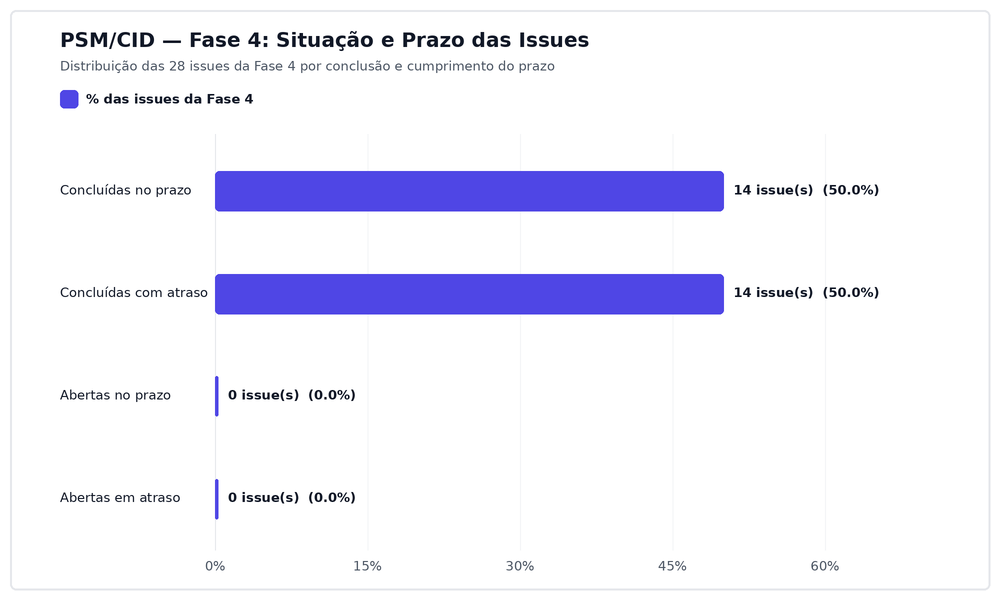 PSM/CID — Fase 4: Situação e Prazo das Issues
Distribuição das 28 issues da Fase 4 por conclusão e cumprimento do prazo
% das issues da Fase 4
Concluídas no prazo 14 issue(s) (50.0%)
Concluídas com atraso 14 issue(s) (50.0%)
Abertas no prazo 0 issue(s) (0.0%)
Abertas em atraso 0 issue(s) (0.0%)
0% 15% 30% 45% 60%